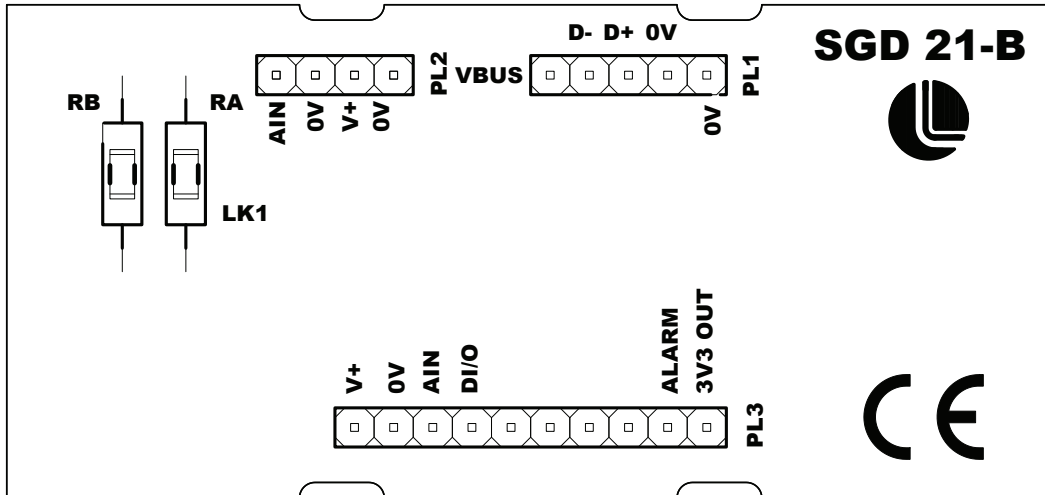 D- D+ 0V
SGD 21-B
VBUS
PL2
PL1
RB
RA
AIN
0V
V+
0V
0V
LK1
V+
0V
AIN
DI/O
ALARM
3V3 OUT
PL3
CE